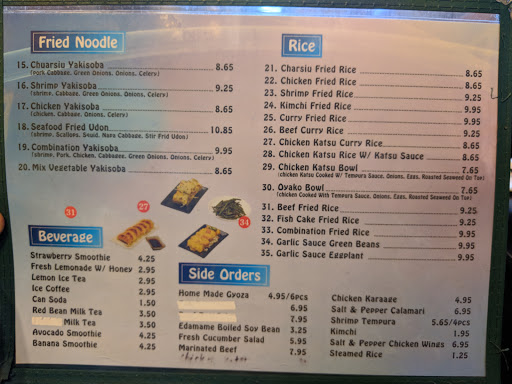 Fried Noodle
15. Chuarsiu Yakisoba 8.65
(pork, Cabbage, Green Onions, Onions, Celery)
16. Shrimp Yakisoba 9.25
(shrimp, Cabbage, Green Onions, Onions, Celery)
17. Chicken Yakisoba 8.65
(chicken, Cabbage, Onions, Onions, Celery)
18. Seafood Fried Udon 10.85
(shrimp, Scallops, Squid, Napa Cabbage, Stir Frid Udon)
19. Combination Yakisoba 9.95
(shrimp, Pork, Chicken, Cabbages, Green Onions, Onions, Celery)
20. Mix Vegetable Yakisoba 8.65
31
27
34
Beverage
Strawberry Smoothie 4.25
Fresh Lemonade W/ Honey 2.95
Lemon Ice Tea 2.95
Ice Coffee 2.95
Can Soda 1.50
Red Bean Milk Tea 3.50
Milk Tea 3.50
Avocado Smoothie 4.25
Banana Smoothie 4.25
Rice
21. Charsiu Fried Rice 8.65
22. Chicken Fried Rice 8.65
23. Shrimp Fried Rice 9.25
24. Kimchi Fried Rice 9.95
25. Curry Fried Rice 9.95
26. Beef Curry Rice 9.25
27. Chicken Katsu Curry Rice 9.25
28. Chicken Katsu Rice W/ Katsu Sauce 8.65
29. Chicken Katsu Bowl 7.65
(chicken Katsu Cooked W/ Tempura Sauce, Onions, Eggs, Roasted Seaweed On Top)
30. Oyako Bowl 7.65
(chicken Cooked With Tempura Sauce, Onions, Eggs, Roasted Seaweed On Top)
31. Beef Fried Rice 9.25
32. Fish Cake Fried Rice 9.25
33. Combination Fried Rice 9.95
34. Garlic Sauce Green Beans 9.95
35. Garlic Sauce Eggplant 9.95
Side Orders
Home Made Gyoza 4.95/6pcs
6.95
7.95
Edamame Boiled Soy Bean 3.25
Fresh Cucumber Salad 5.95
Marinated Beef 7.95
Chicken Karaage 6.95
Salt & Pepper Calamari 6.95
Shrimp Tempura 5.65/4pcs
Kimchi 1.95
Salt & Pepper Chicken Wings 6.95
Steamed Rice 1.25